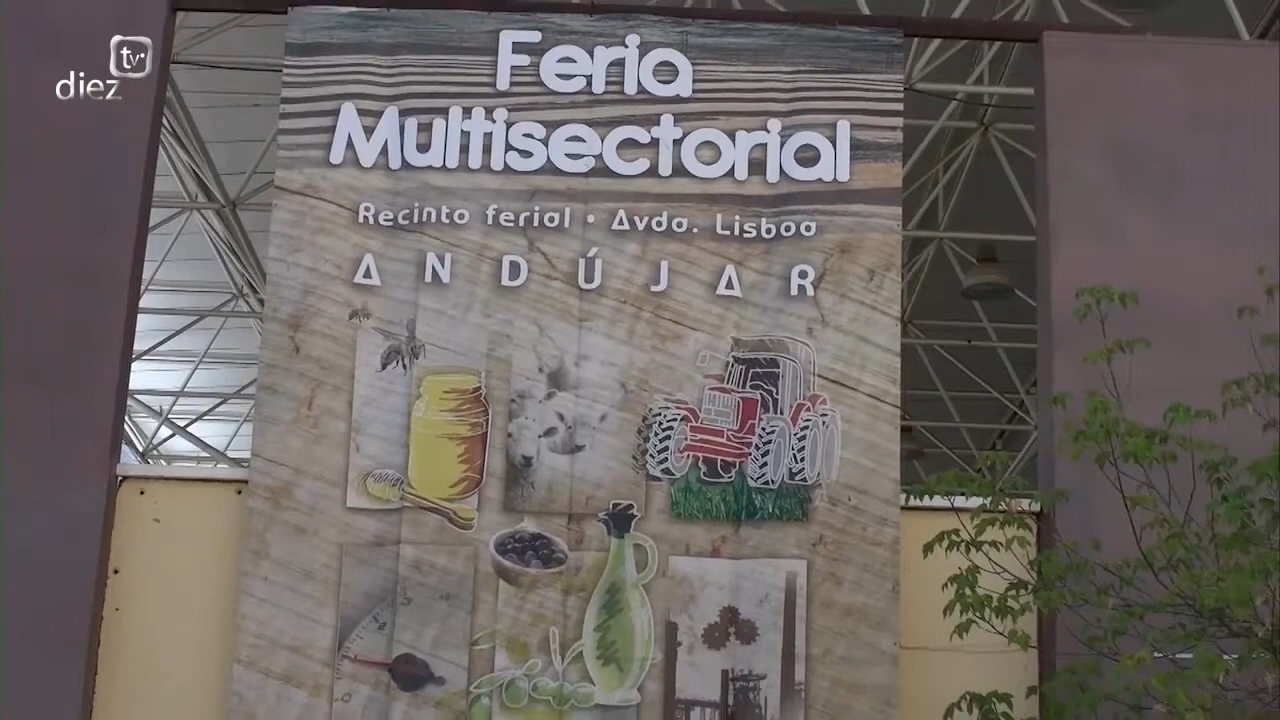 diez tv
Feria
Multisectorial
Recinto ferial • Avda. Lisboa
ANDÚJAR